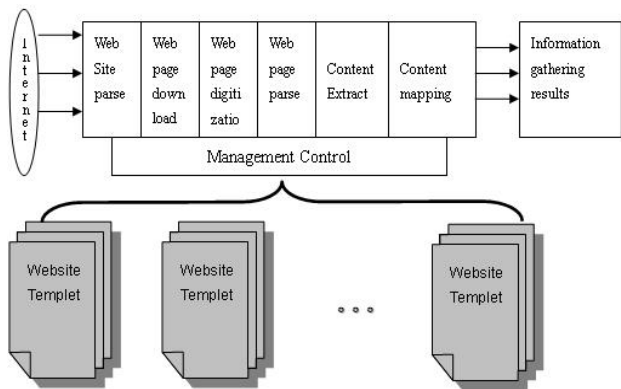 Internet
Web
Site
parse
Web
page
down
load
Web
page
digiti
zatio
Web
page
parse
Content
Extract
Content
mapping
Information
gathering
results
Management Control
Website
Templet
Website
Templet
Website
Templet